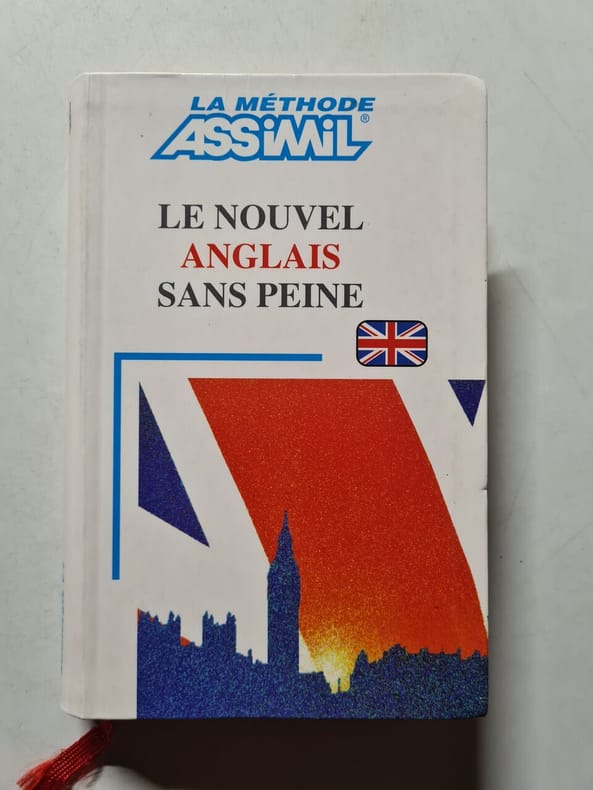 LA MÉTHODE
ASSiMiL®
LE NOUVEL
ANGLAIS
SANS PEINE